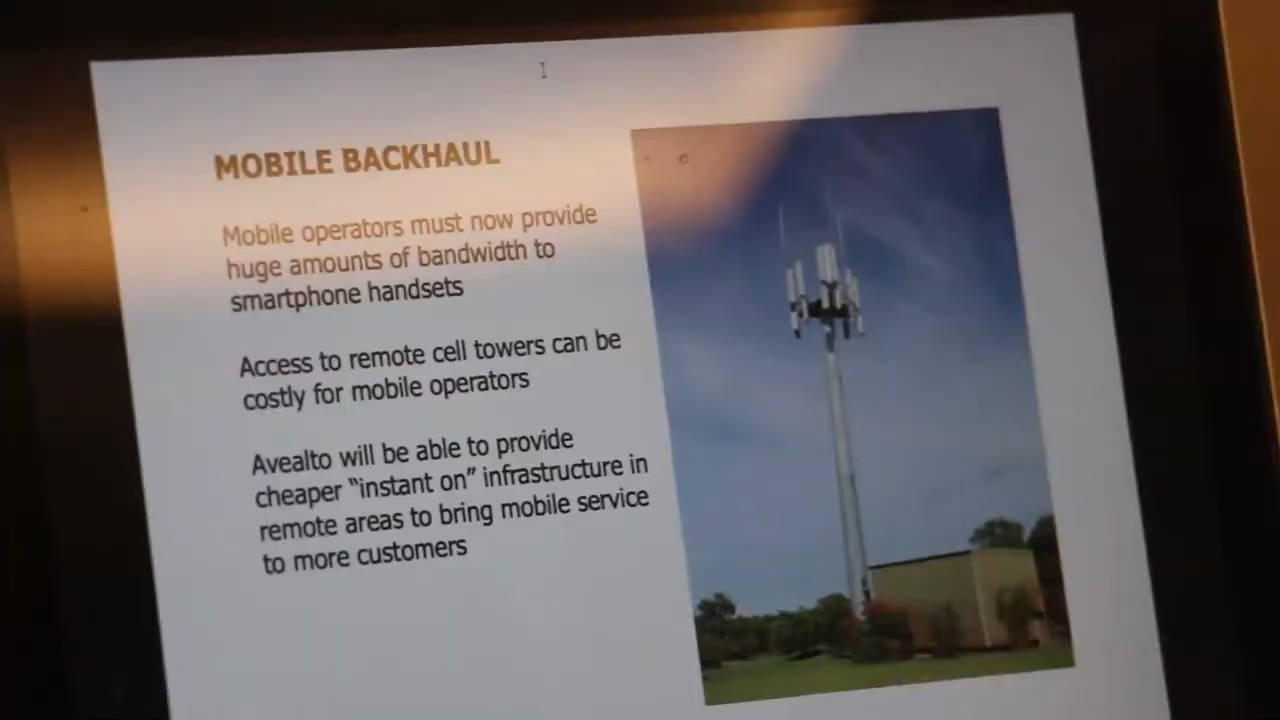 MOBILE BACKHAUL
Mobile operators must now provide
huge amounts of bandwidth to
smartphone handsets
Access to remote cell towers can be
costly for mobile operators
Avealto will be able to provide
cheaper “instant on” infrastructure in
remote areas to bring mobile service
to more customers